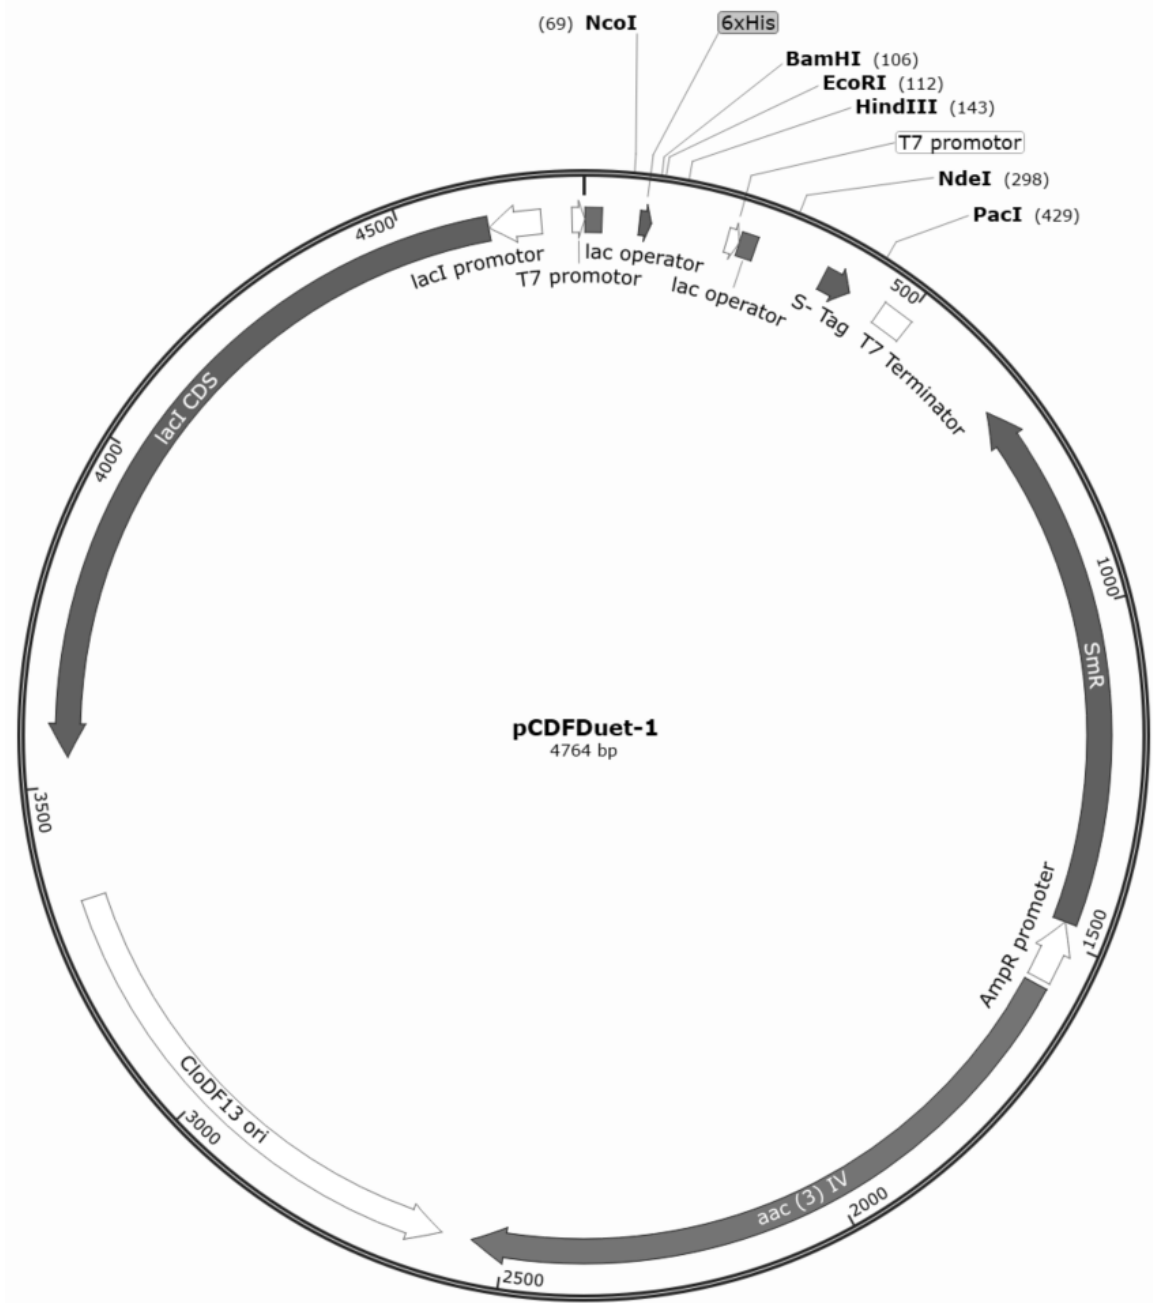 (69) NcoI
6xHis
BamHI (106)
EcoRI (112)
HindIII (143)
T7 promotor
NdeI (298)
PacI (429)
4500
lacI promotor
T7 promotor
lac operator
lac operator
S- Tag
500
T7 Terminator
lacI CDS
4000
1000
SmR
pCDFDuet-1
4764 bp
3500
AmpR promoter
1500
CloDF13 ori
3000
aac (3) IV
2000
2500